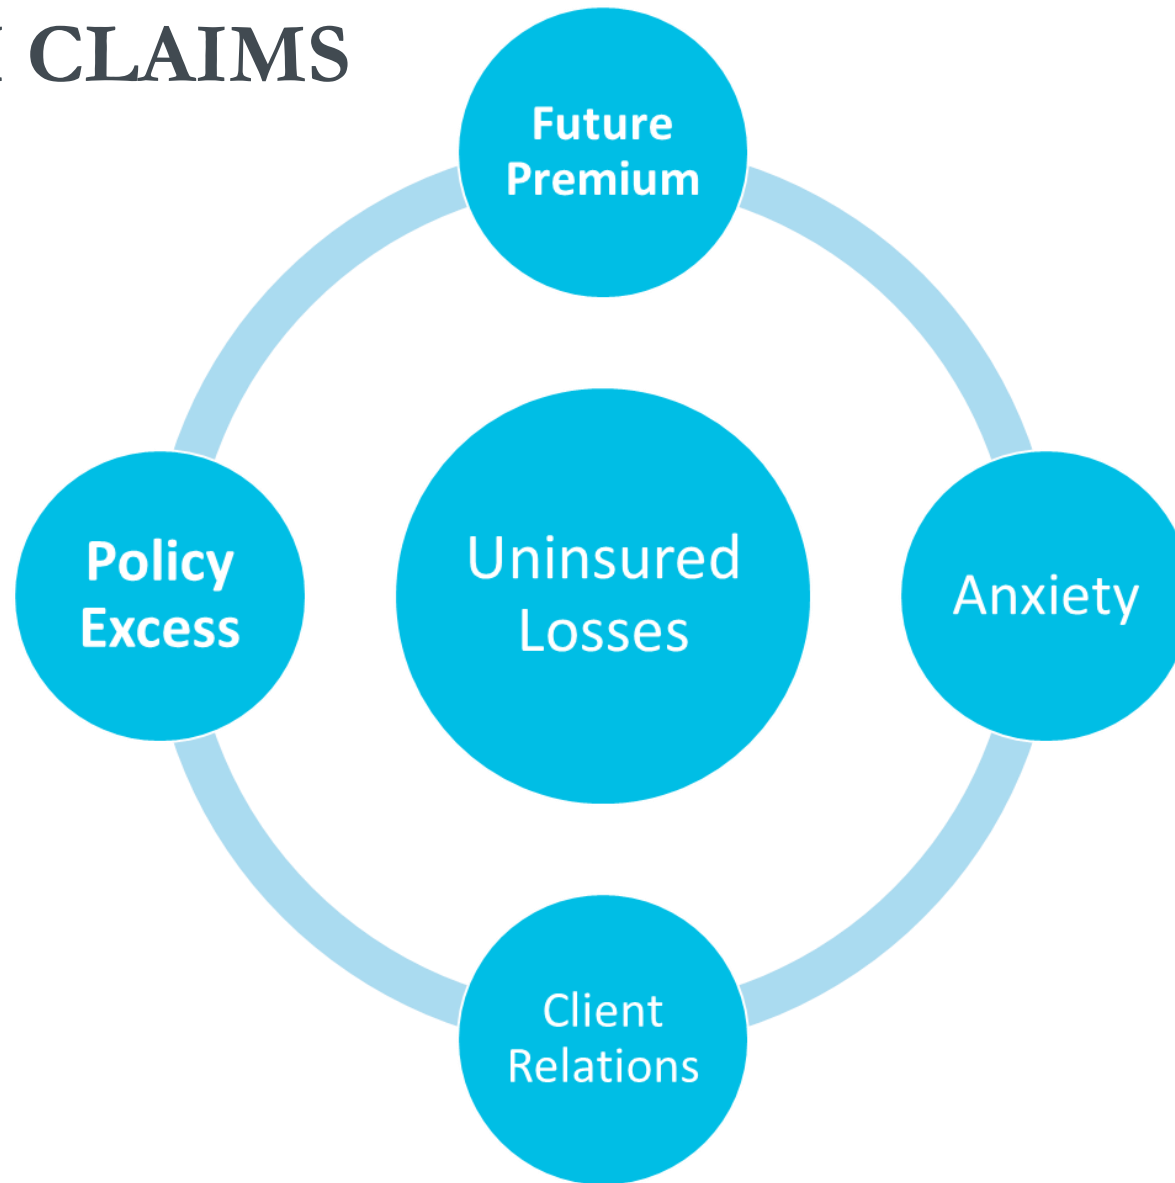 CLAIMS
Future
Premium
Policy
Excess
Uninsured
Losses
Anxiety
Client
Relations